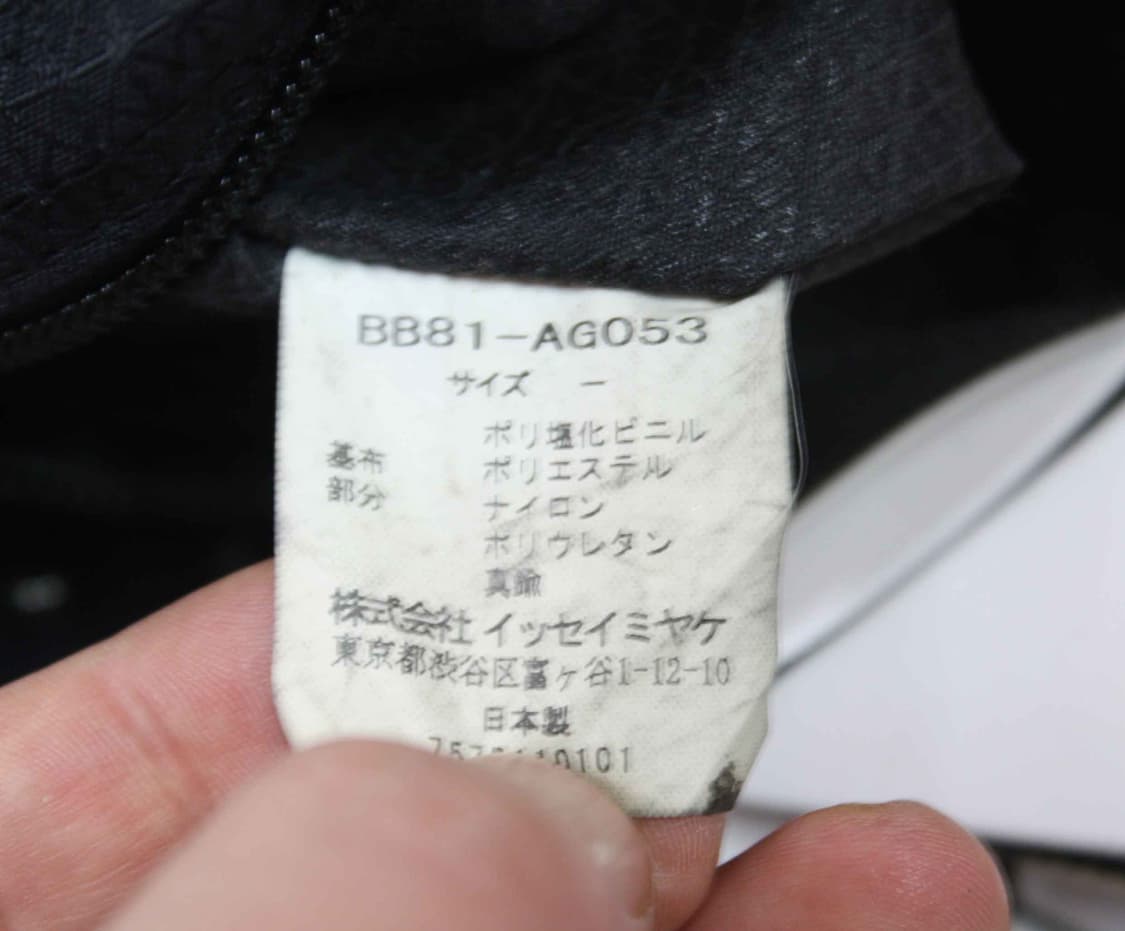 BB81-AG053
サイズ －
基布
部分
ポリ塩化ビニル
ポリエステル
ナイロン
ポリウレタン
真鍮
株式会社 イッセイミヤケ
東京都渋谷区富ヶ谷1-12-10
日本製